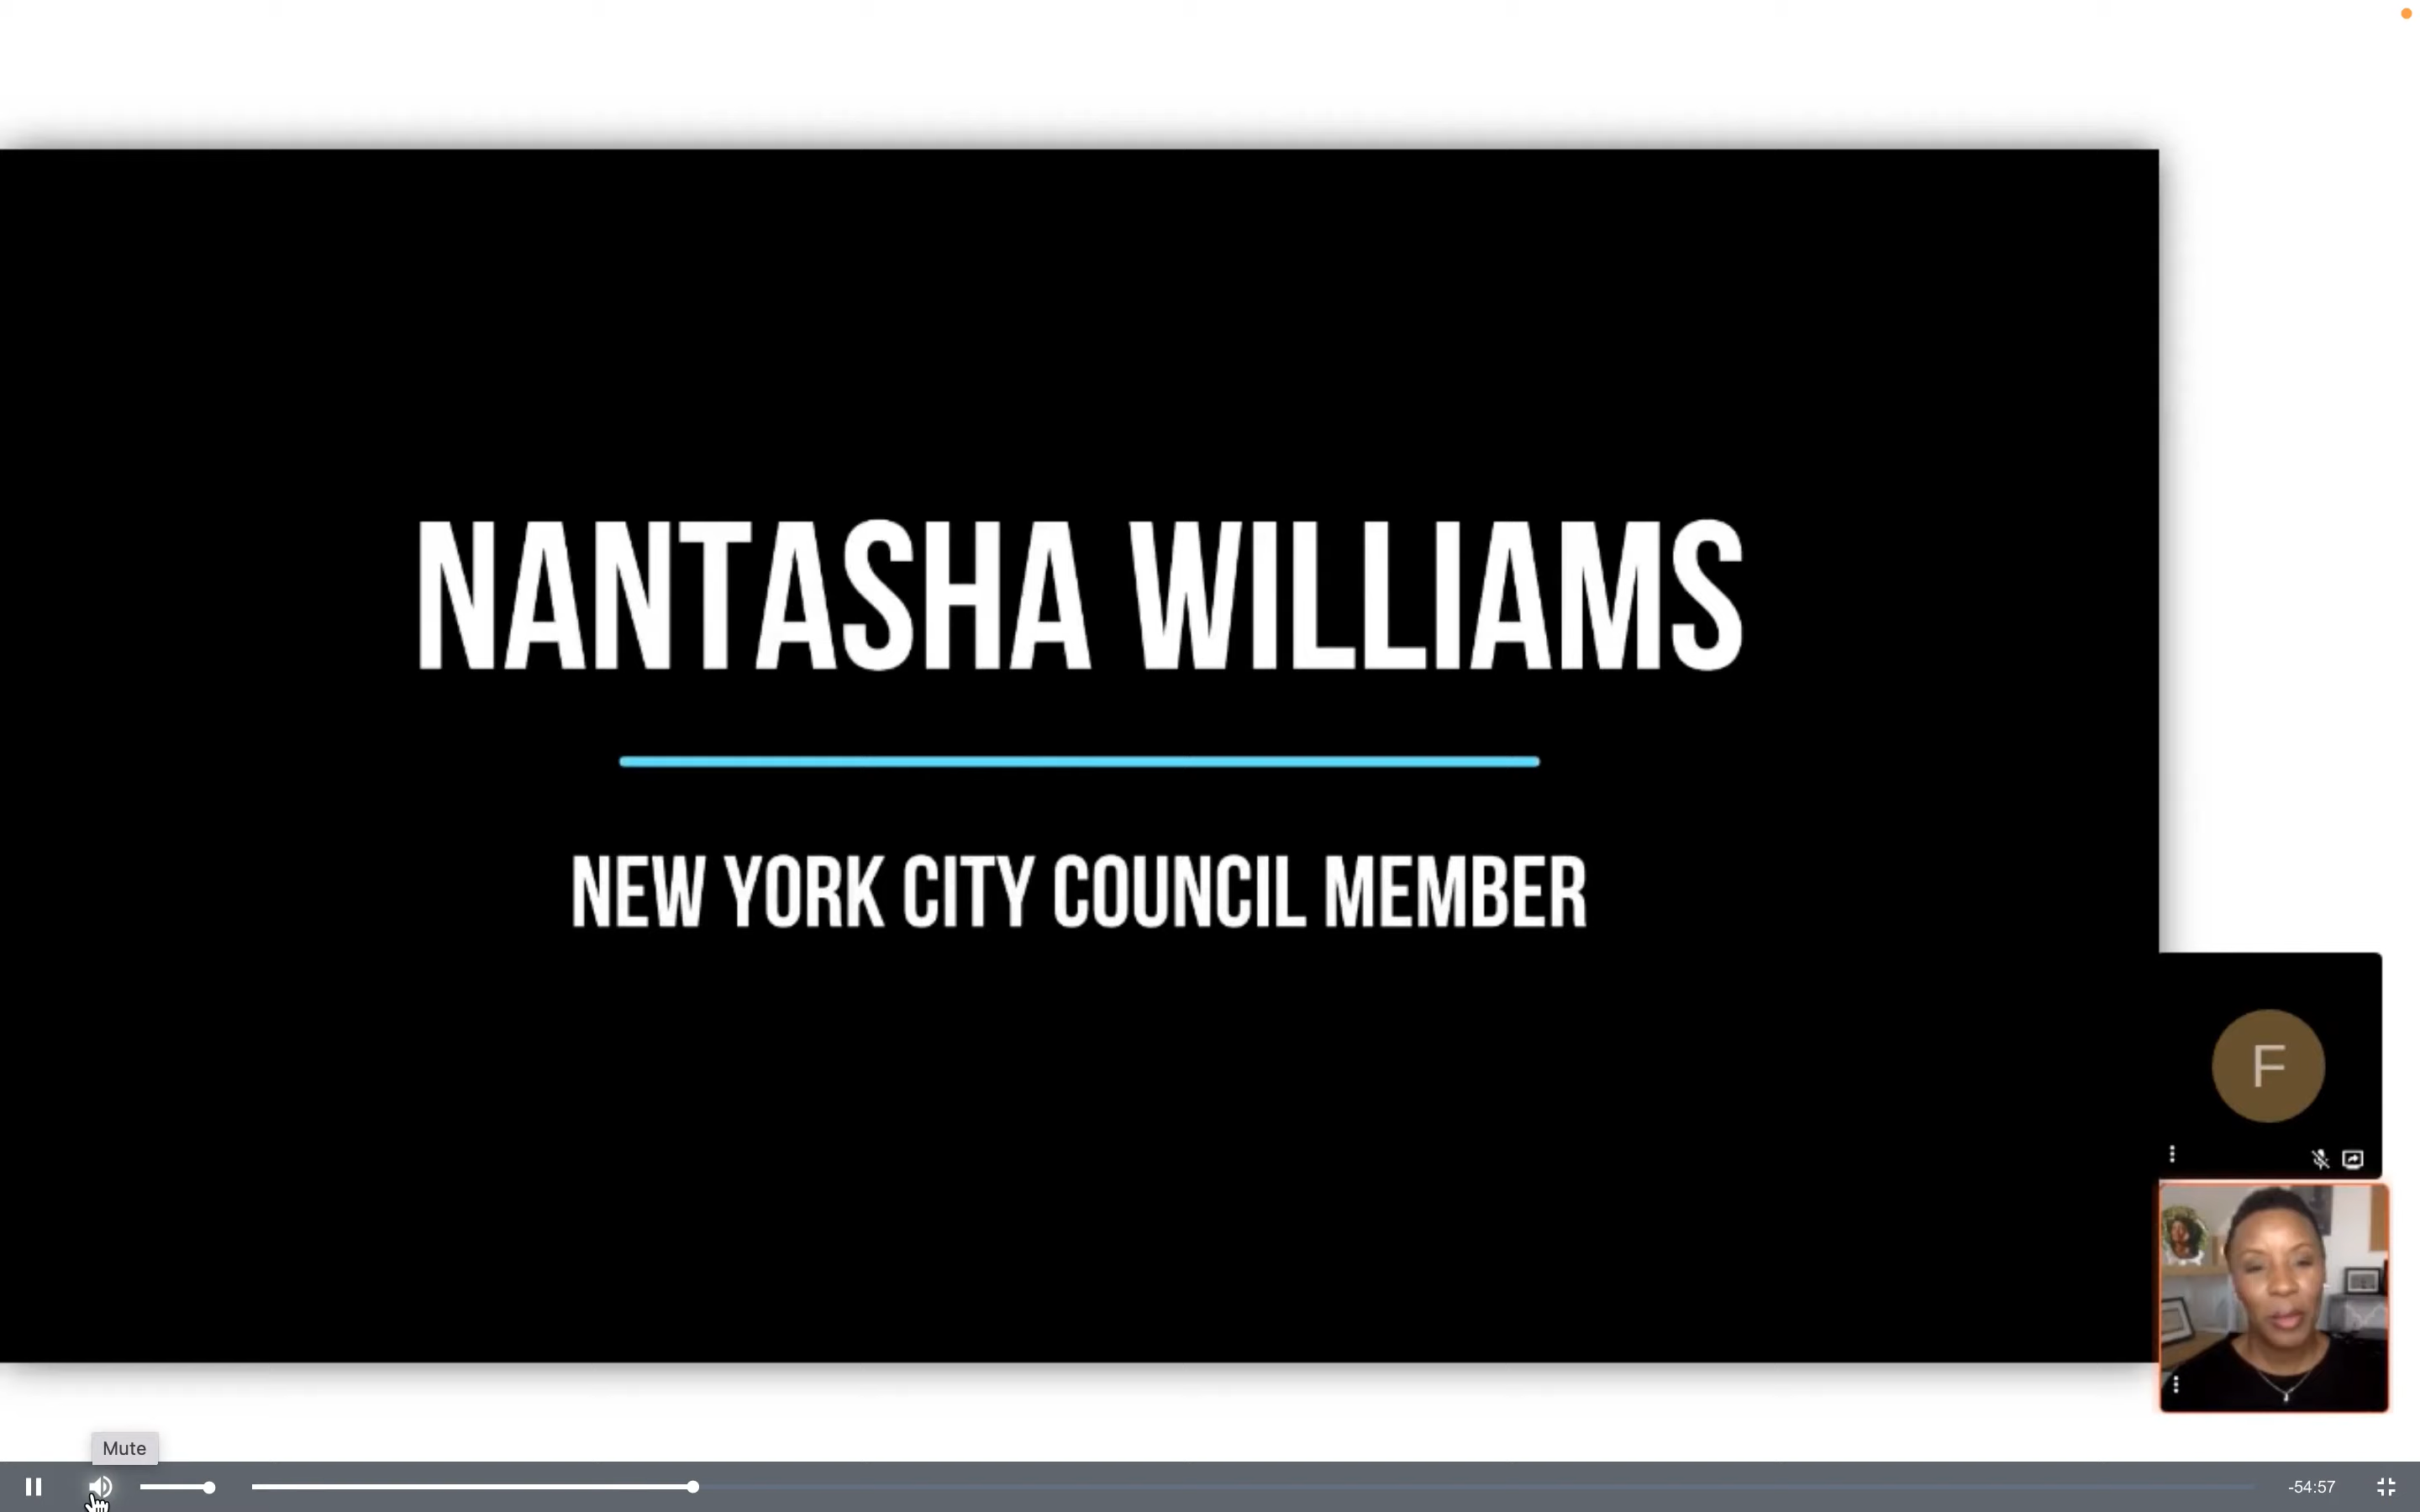 NANTASHA WILLIAMS
NEW YORK CITY COUNCIL MEMBER
F
Mute
-54:57